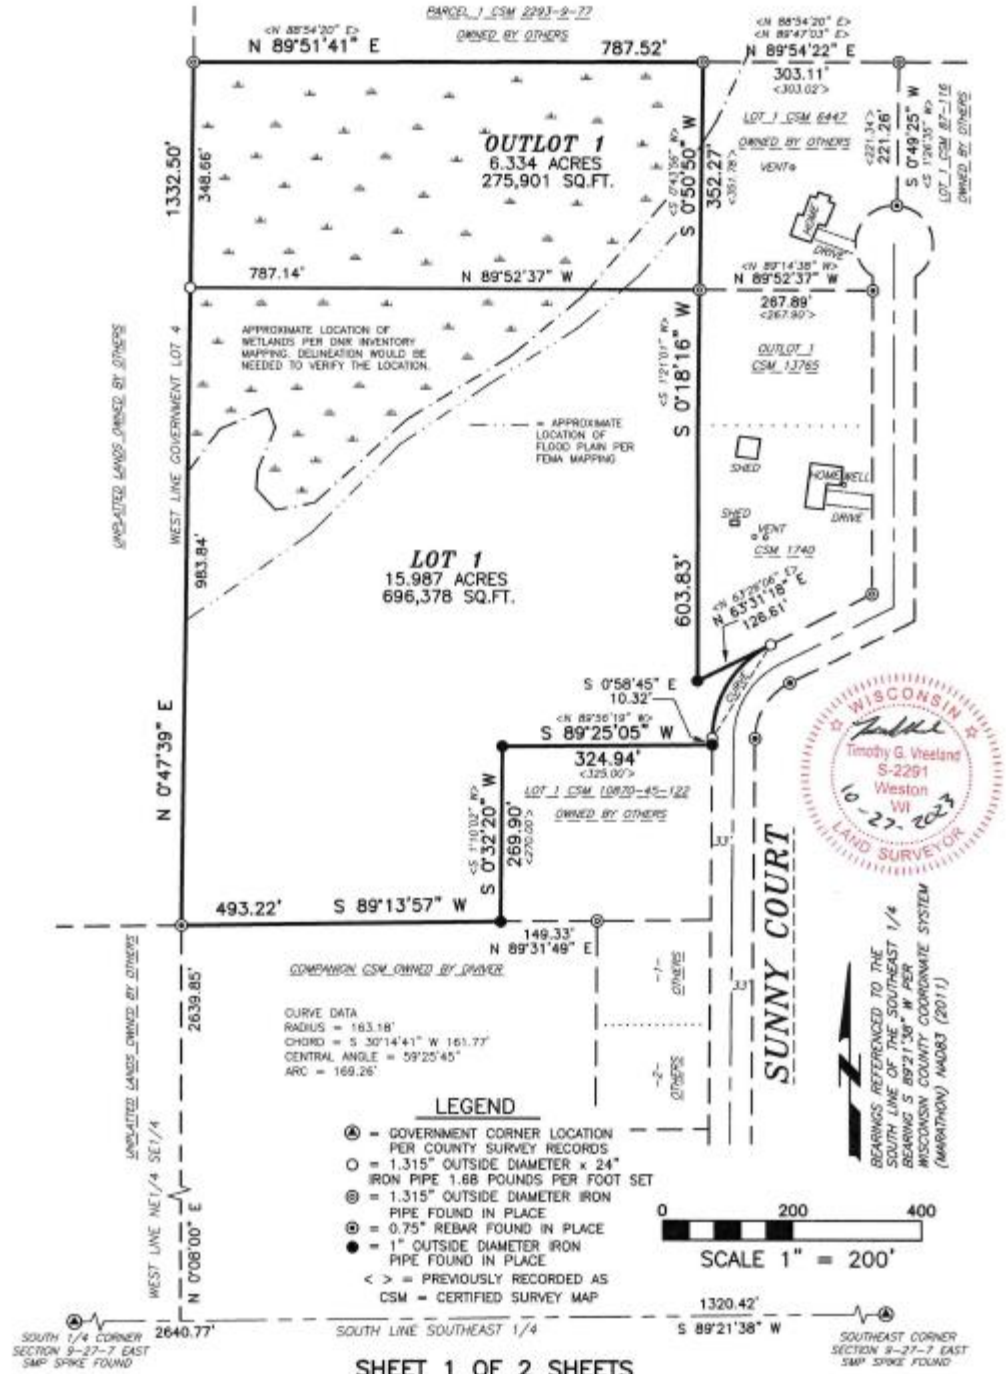 PARCEL 1 CSM 2293-9-77
OWNED BY OTHERS
<N 88°54'20" E>
N 89°51'41" E
787.52'
<N 88°54'20" E>
<N 89°47'03" E>
N 89°54'22" E
303.11'
<303.02'>
LOT 1 CSM 6447
OWNED BY OTHERS
VENT
HOME
DRIVE
<221.34'>
221.26'
S 0°49'25" W
<S 1°26'35" W>
LOT 1 CSM 87-116
OWNED BY OTHERS
1332.50'
348.66'
OUTLOT 1
6.334 ACRES
275,901 SQ.FT.
<S 0°43'56" W>
S 0°50'50" W
352.27'
<351.78'>
787.14'
N 89°52'37" W
<N 89°14'38" W>
N 89°52'37" W
267.89'
<267.90'>
OUTLOT 1
CSM 13765
UNPLATTED LANDS OWNED BY OTHERS
WEST LINE GOVERNMENT LOT 4
APPROXIMATE LOCATION OF
WETLANDS PER DNR INVENTORY
MAPPING. DELINEATION WOULD BE
NEEDED TO VERIFY THE LOCATION.
<S 1°21'01" W>
S 0°18'16" W
= APPROXIMATE
LOCATION OF
FLOOD PLAIN PER
FEMA MAPPING
SHED
HOME
WELL
DRIVE
SHED
VENT
CSM 1740
983.84'
LOT 1
15.987 ACRES
696,378 SQ.FT.
603.83'
<N 63°29'06" E>
N 63°31'18" E
126.61'
CURVE
S 0°58'45" E
10.32'
<N 89°56'19" W>
S 89°25'05" W
324.94'
<325.00'>
LOT 1 CSM 10870-45-122
OWNED BY OTHERS
N 0°47'39" E
<S 1°10'02" W>
S 0°32'20" W
269.90'
<270.00'>
WISCONSIN
Timothy G. Vreeland
S-2291
Weston
WI
10-27-2023
LAND SURVEYOR
33'
SUNNY COURT
33'
493.22'
S 89°13'57" W
149.33'
N 89°31'49" E
-1-
OTHERS
-2-
OTHERS
COMPANION CSM OWNED BY DIVIDER
UNPLATTED LANDS OWNED BY OTHERS
2639.85'
CURVE DATA
RADIUS = 163.18'
CHORD = S 30°14'41" W 161.77'
CENTRAL ANGLE = 59°25'45"
ARC = 169.26'
BEARINGS REFERENCED TO THE
SOUTH LINE OF THE SOUTHEAST 1/4
BEARING S 89°21'38" W PER
WISCONSIN COUNTY COORDINATE SYSTEM
(MARATHON) NAD83 (2011)
LEGEND
= GOVERNMENT CORNER LOCATION
PER COUNTY SURVEY RECORDS
= 1.315" OUTSIDE DIAMETER x 24"
IRON PIPE 1.68 POUNDS PER FOOT SET
= 1.315" OUTSIDE DIAMETER IRON
PIPE FOUND IN PLACE
= 0.75" REBAR FOUND IN PLACE
= 1" OUTSIDE DIAMETER IRON
PIPE FOUND IN PLACE
< > = PREVIOUSLY RECORDED AS
CSM = CERTIFIED SURVEY MAP
WEST LINE NE1/4 SE1/4
N 0°08'00" E
0 200 400
SCALE 1" = 200'
2640.77'
SOUTH LINE SOUTHEAST 1/4
1320.42'
S 89°21'38" W
SOUTH 1/4 CORNER
SECTION 9-27-7 EAST
SMP SPIKE FOUND
SOUTHEAST CORNER
SECTION 9-27-7 EAST
SMP SPIKE FOUND
SHEET 1 OF 2 SHEETS